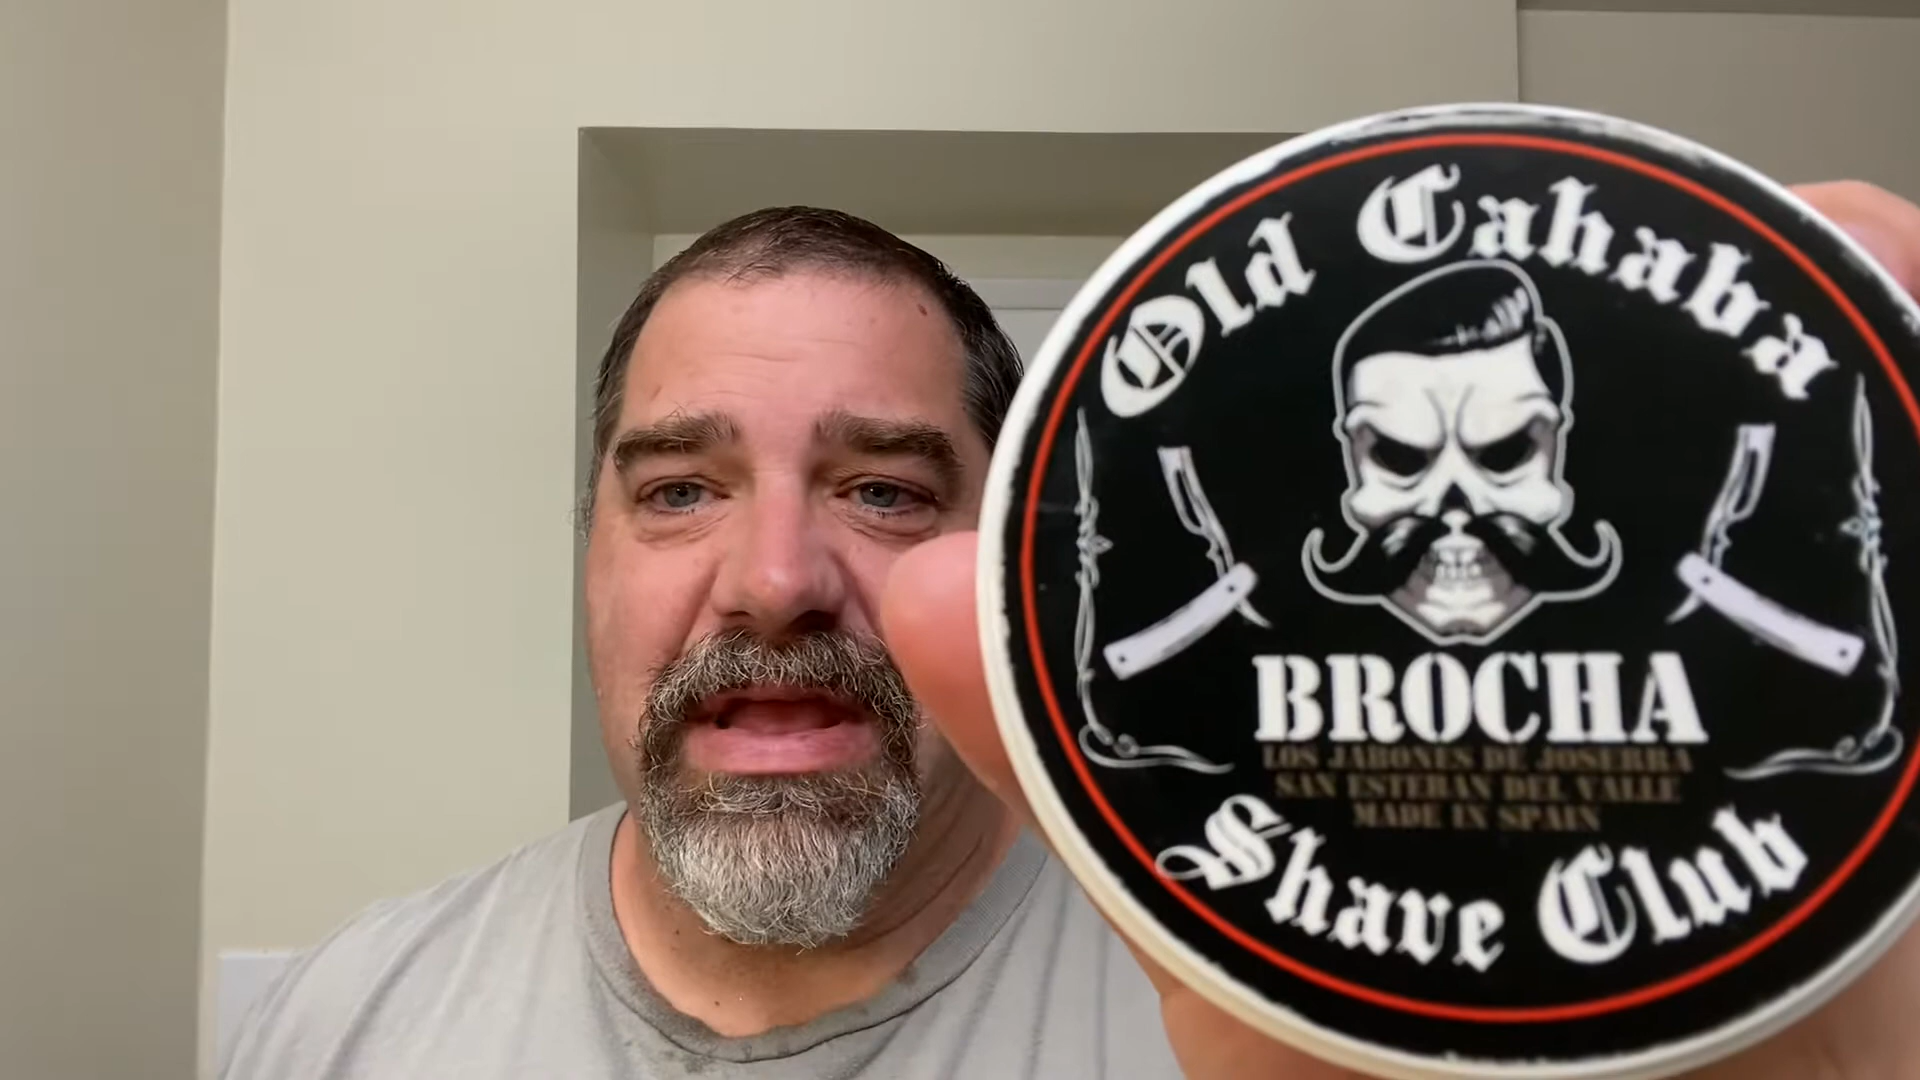 Old Cahaba
BROCHA
LOS JABONES DE JOSERRA
SAN ESTEBAN DEL VALLE
MADE IN SPAIN
Shave Club